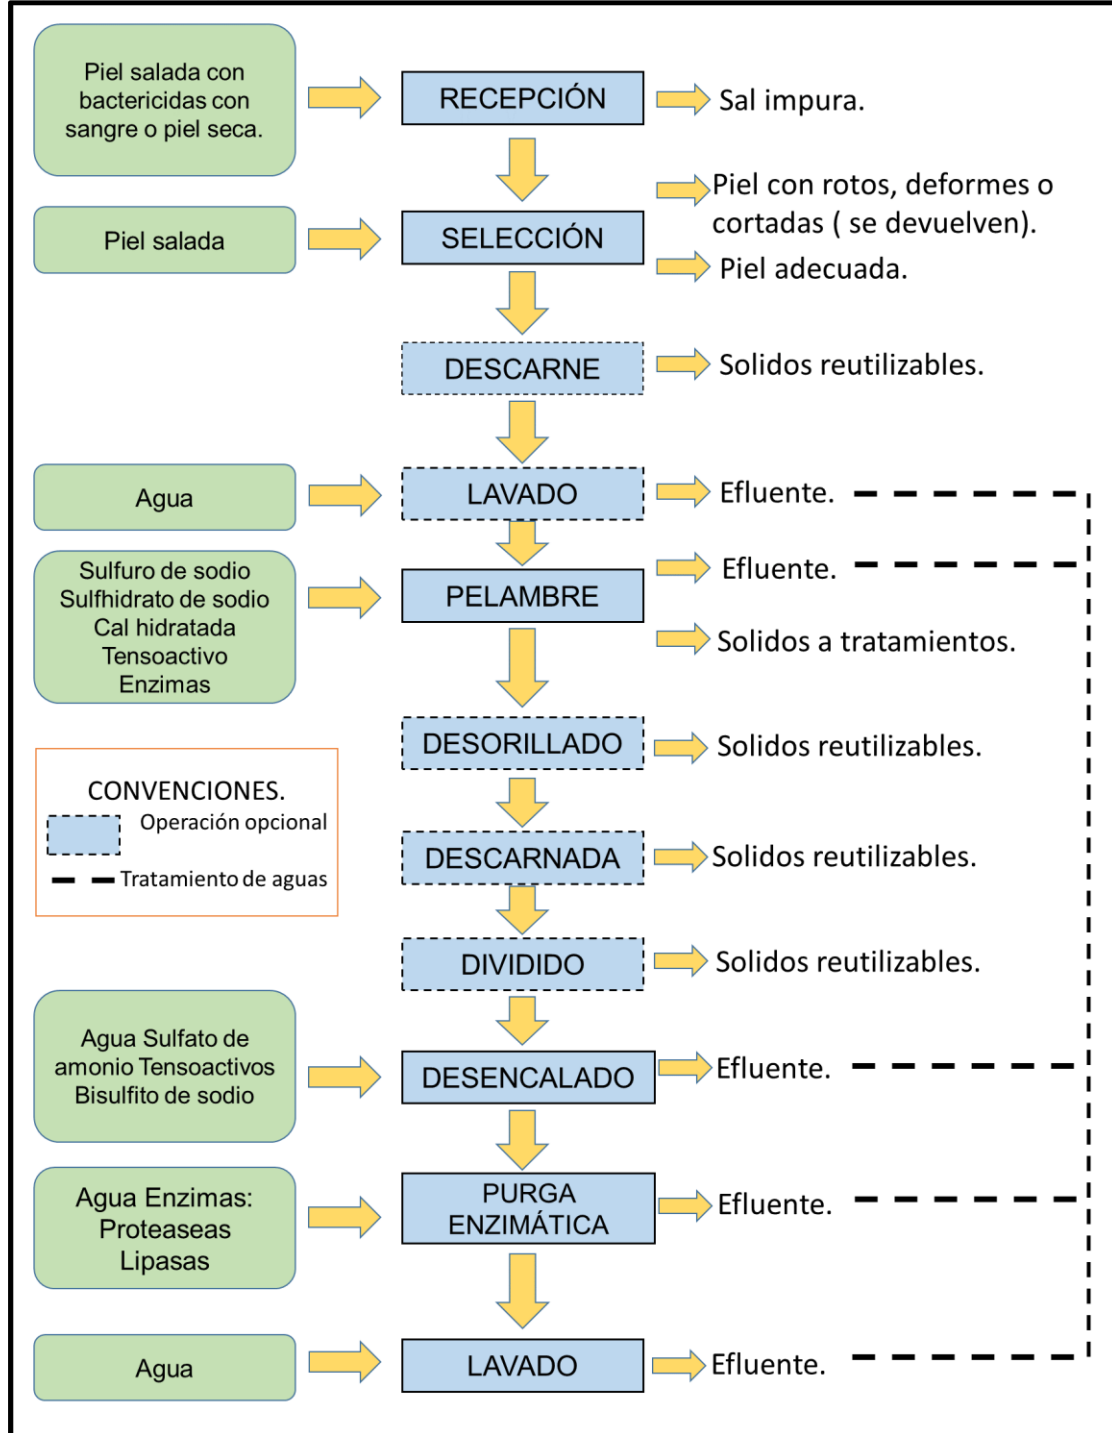 Piel salada con
bactericidas con
sangre o piel seca.
RECEPCIÓN
Sal impura.
Piel salada
SELECCIÓN
Piel con rotos, deformes o
cortadas ( se devuelven).
Piel adecuada.
DESCARNE
Solidos reutilizables.
Agua
LAVADO
Efluente.
Sulfuro de sodio
Sulfhidrato de sodio
Cal hidratada
Tensoactivo
Enzimas
PELAMBRE
Efluente.
Solidos a tratamientos.
DESORILLADO
Solidos reutilizables.
CONVENCIONES.
Operación opcional
Tratamiento de aguas
DESCARNADA
Solidos reutilizables.
DIVIDIDO
Solidos reutilizables.
Agua Sulfato de
amonio Tensoactivos
Bisulfito de sodio
DESENCALADO
Efluente.
Agua Enzimas:
Proteaseas
Lipasas
PURGA
ENZIMÁTICA
Efluente.
Agua
LAVADO
Efluente.